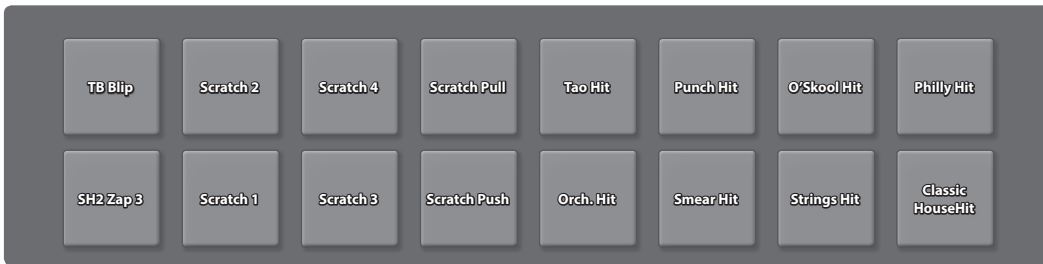 TB Blip
Scratch 2
Scratch 4
Scratch Pull
Tao Hit
Punch Hit
O’Skool Hit
Philly Hit
SH2 Zap 3
Scratch 1
Scratch 3
Scratch Push
Orch. Hit
Smear Hit
Strings Hit
Classic
HouseHit